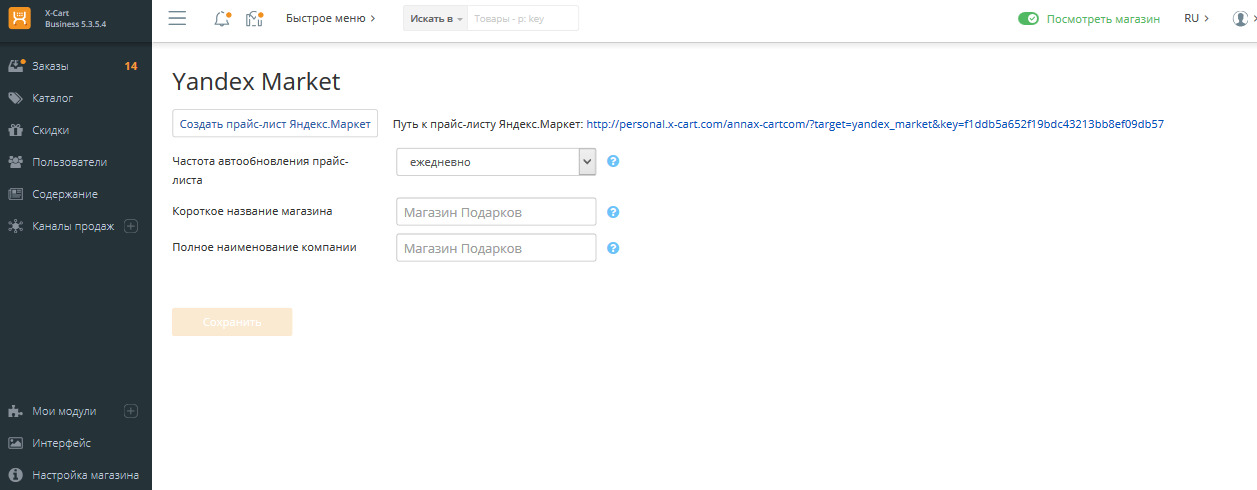 X-Cart
Business 5.3.5.4
Быстрое меню
Искать в
Товары - p: key
Посмотреть магазин
RU
Заказы 14
Каталог
Скидки
Пользователи
Содержание
Каналы продаж
Мои модули
Интерфейс
Настройка магазина
Yandex Market
Создать прайс-лист Яндекс.Маркет
Путь к прайс-листу Яндекс.Маркет: http://personal.x-cart.com/annax-cartcom/?target=yandex_market&key=f1ddb5a652f19bdc43213bb8ef09db57
Частота автообновления прайс-
листа
ежедневно
?
Короткое название магазина
Магазин Подарков
?
Полное наименование компании
Магазин Подарков
?
Сохранить